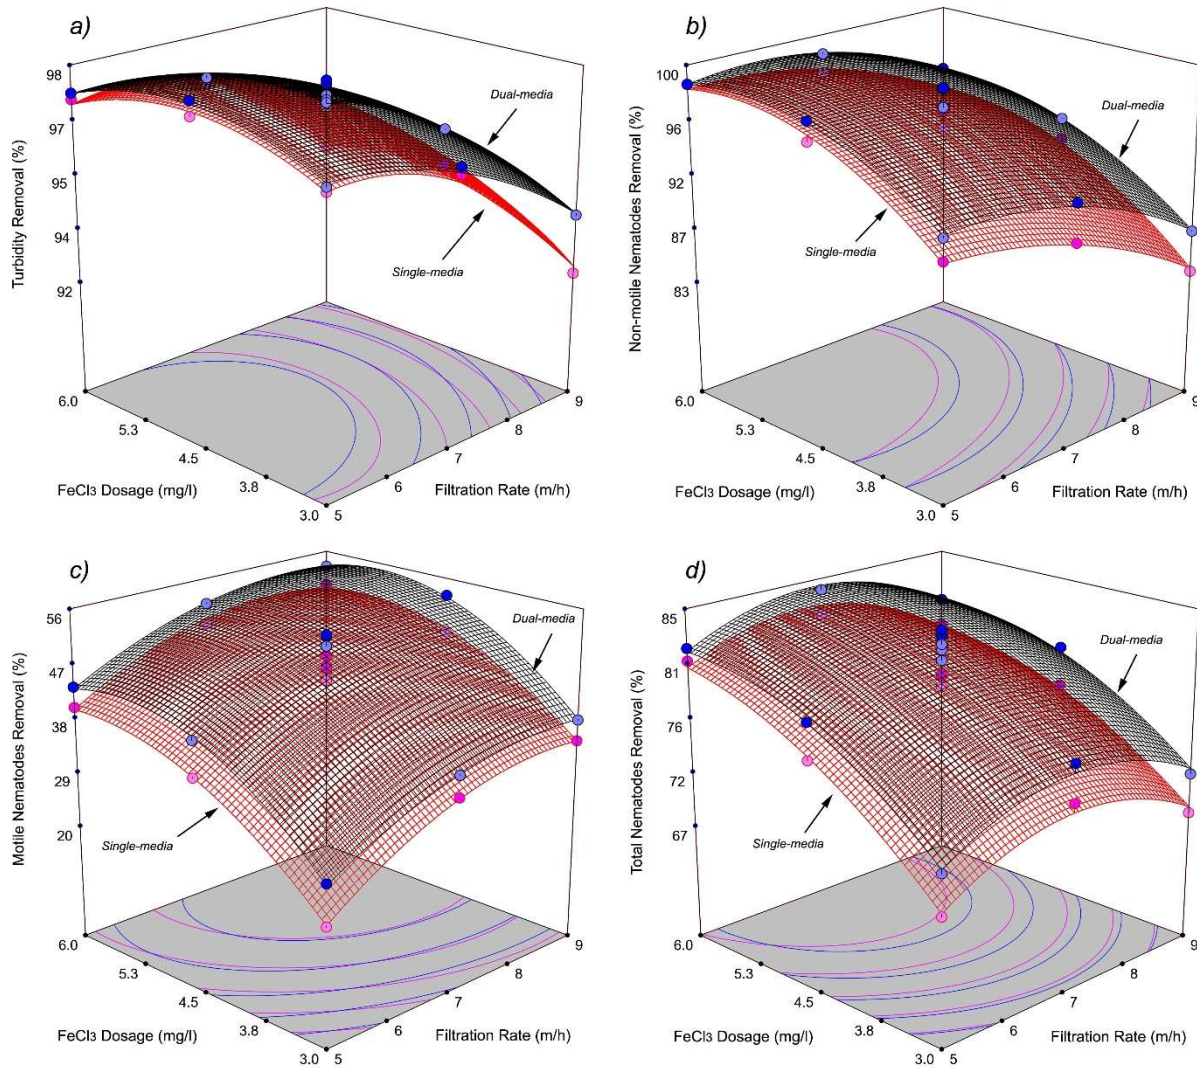 a)
98
97
95
94
92
Turbidity Removal (%)
Dual-media
Single-media
6.0
5.3
4.5
3.8
3.0
FeCl3 Dosage (mg/l)
5
6
7
8
9
Filtration Rate (m/h)
b)
100
96
92
87
83
Non-motile Nematodes Removal (%)
Dual-media
Single-media
6.0
5.3
4.5
3.8
3.0
FeCl3 Dosage (mg/l)
5
6
7
8
9
Filtration Rate (m/h)
c)
56
47
38
29
20
Motile Nematodes Removal (%)
Dual-media
Single-media
6.0
5.3
4.5
3.8
3.0
FeCl3 Dosage (mg/l)
5
6
7
8
9
Filtration Rate (m/h)
d)
85
81
76
72
67
Total Nematodes Removal (%)
Dual-media
Single-media
6.0
5.3
4.5
3.8
3.0
FeCl3 Dosage (mg/l)
5
6
7
8
9
Filtration Rate (m/h)